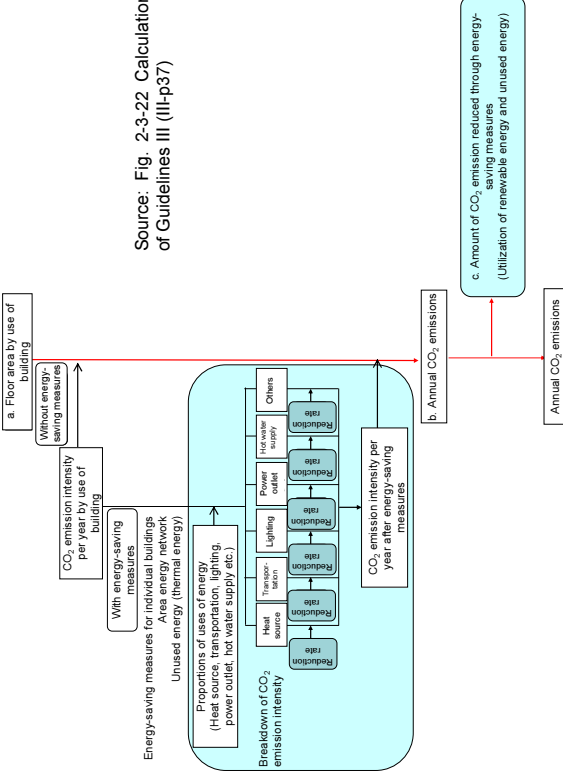 a. Floor area by use of
building
Without energy-
saving measures
CO2 emission intensity
per year by use of
building
With energy-saving
measures
Energy-saving measures for individual buildings
Area energy network
Unused energy (thermal energy)
Proportions of uses of energy
(Heat source, transportation, lighting,
power outlet, hot water supply etc.)
Breakdown of CO2
emission intensity
Heat
source
Transpor-
tation
Lighting
Power
outlet
Hot water
supply
Others
Reduction
rate
Reduction
rate
Reduction
rate
Reduction
rate
Reduction
rate
Reduction
rate
CO2 emission intensity per
year after energy-saving
measures
b. Annual CO2 emissions
c. Amount of CO2 emission reduced through energy-
saving measures
(Utilization of renewable energy and unused energy)
Annual CO2 emissions
Source: Fig. 2-3-22 Calculation
of Guidelines III (III-p37)